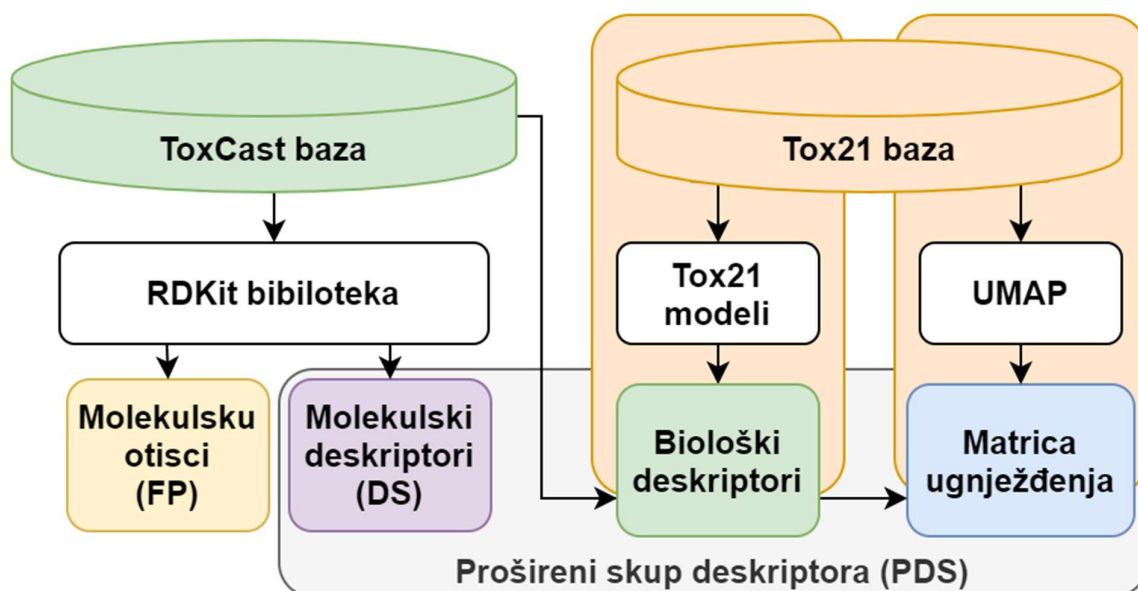 ToxCast baza
Tox21 baza
RDKit bibiloteka
Tox21
modeli
UMAP
Molekulsku
otisci
(FP)
Molekulski
deskriptori
(DS)
Biološki
deskriptori
Matrica
ugnježđenja
Prošireni skup deskriptora (PDS)